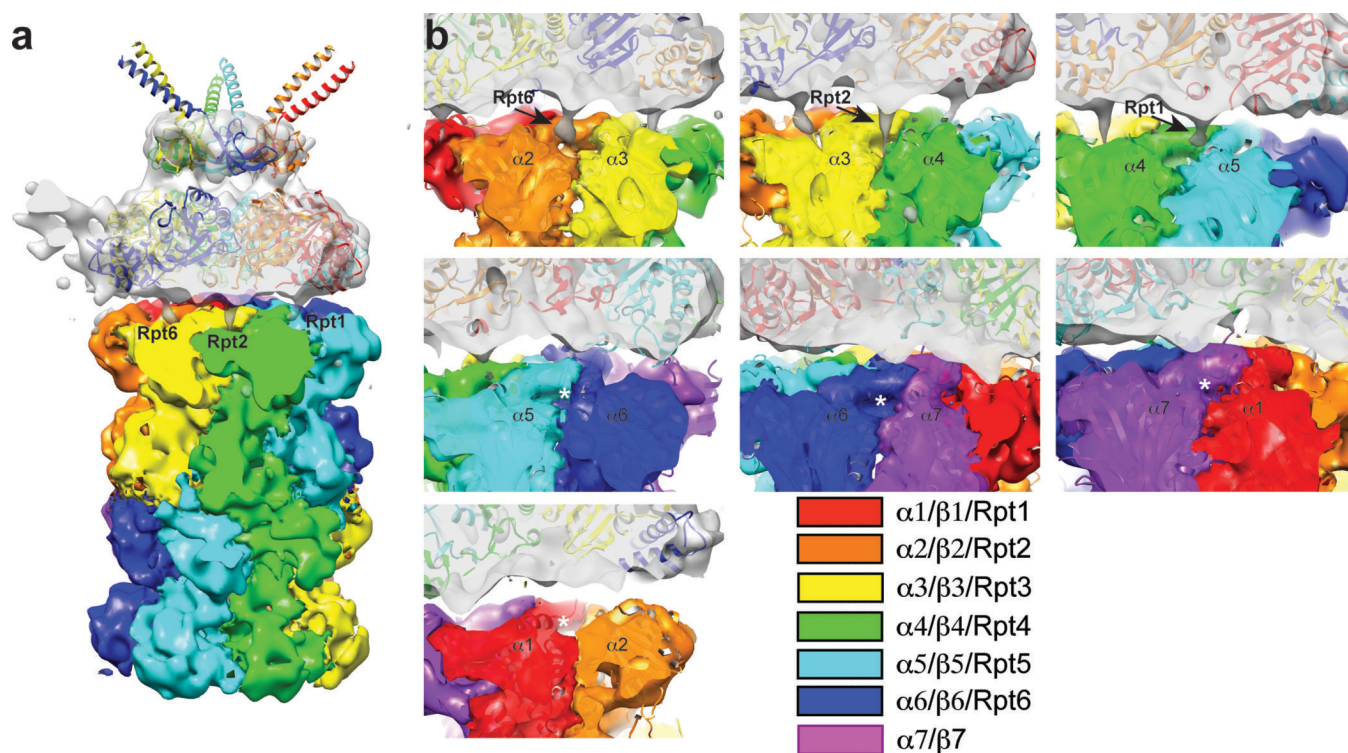 a
b
Rpt6
Rpt2
Rpt1
Rpt6
α2
α3
Rpt2
α3
α4
Rpt1
α4
α5
α5
*
α6
α6
*
α7
α7
*
α1
α1
*
α2
α1/β1/Rpt1
α2/β2/Rpt2
α3/β3/Rpt3
α4/β4/Rpt4
α5/β5/Rpt5
α6/β6/Rpt6
α7/β7